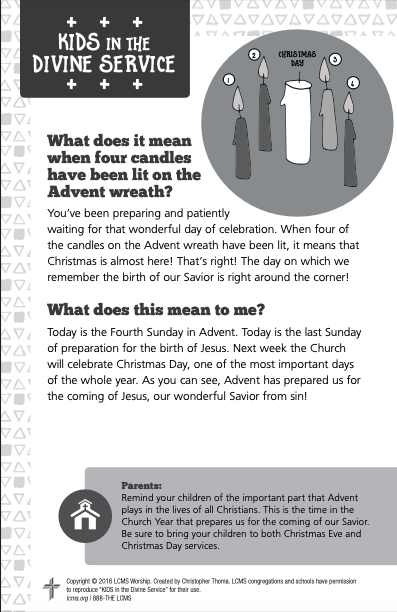 KIDS IN THE
DIVINE SERVICE
CHRISTMAS
DAY
1
2
3
4
What does it mean
when four candles
have been lit on the
Advent wreath?
You’ve been preparing and patiently
waiting for that wonderful day of celebration. When four of
the candles on the Advent wreath have been lit, it means that
Christmas is almost here! That’s right! The day on which we
remember the birth of our Savior is right around the corner!
What does this mean to me?
Today is the Fourth Sunday in Advent. Today is the last Sunday
of preparation for the birth of Jesus. Next week the Church
will celebrate Christmas Day, one of the most important days
of the whole year. As you can see, Advent has prepared us for
the coming of Jesus, our wonderful Savior from sin!
Parents:
Remind your children of the important part that Advent
plays in the lives of all Christians. This is the time in the
Church Year that prepares us for the coming of our Savior.
Be sure to bring your children to both Christmas Eve and
Christmas Day services.
Copyright © 2016 LCMS Worship. Created by Christopher Thoma. LCMS congregations and schools have permission
to reproduce “KIDS in the Divine Service” for their use.
lcms.org | 888-THE LCMS